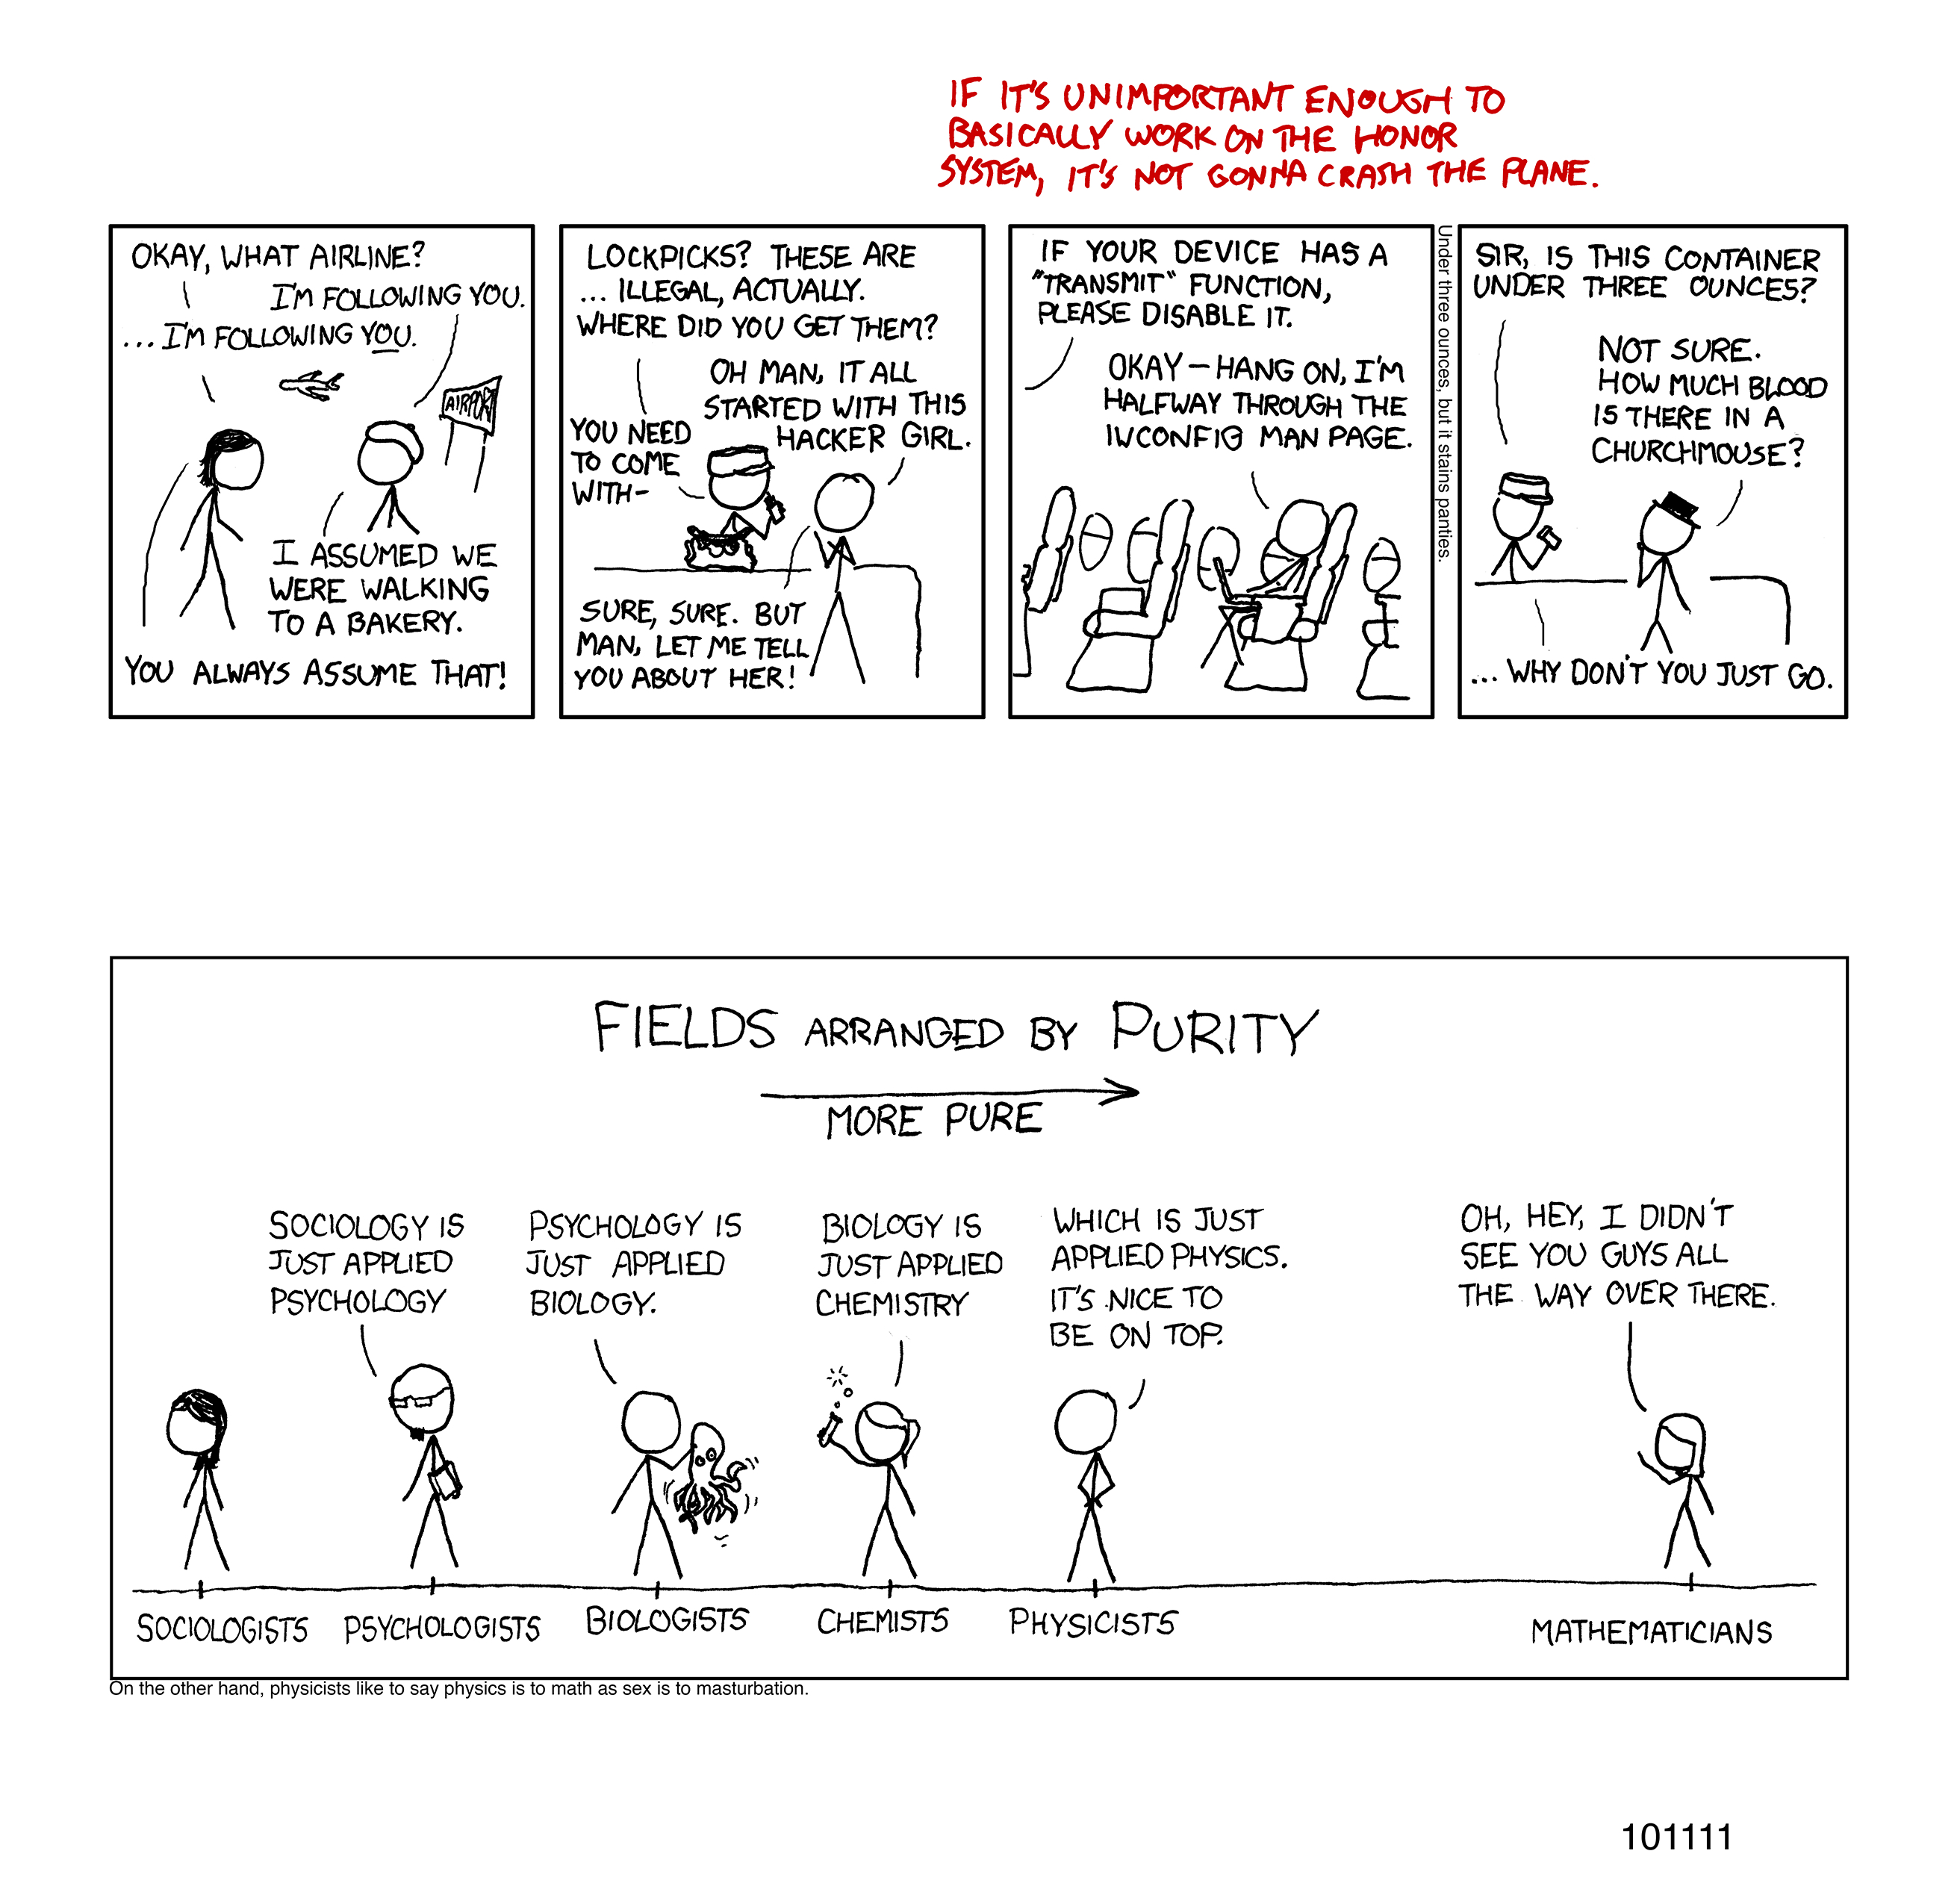 IF IT'S UNIMPORTANT ENOUGH TO
BASICALLY WORK ON THE HONOR
SYSTEM, IT'S NOT GONNA CRASH THE PLANE.
OKAY, WHAT AIRLINE?
I'M FOLLOWING YOU.
...I'M FOLLOWING YOU.
AIRPORT
I ASSUMED WE
WERE WALKING
TO A BAKERY.
YOU ALWAYS ASSUME THAT!
LOCKPICKS? THESE ARE
... ILLEGAL, ACTUALLY.
WHERE DID YOU GET THEM?
OH MAN, IT ALL
STARTED WITH THIS
HACKER GIRL.
YOU NEED
TO COME
WITH-
SURE, SURE. BUT
MAN, LET ME TELL
YOU ABOUT HER!
IF YOUR DEVICE HAS A
"TRANSMIT" FUNCTION,
PLEASE DISABLE IT.
OKAY — HANG ON, I'M
HALFWAY THROUGH THE
IWCONFIG MAN PAGE.
Under three ounces, but it stains panties.
SIR, IS THIS CONTAINER
UNDER THREE OUNCES?
NOT SURE.
HOW MUCH BLOOD
IS THERE IN A
CHURCHMOUSE?
... WHY DON'T YOU JUST GO.
FIELDS ARRANGED BY PURITY
MORE PURE
SOCIOLOGY IS
JUST APPLIED
PSYCHOLOGY
PSYCHOLOGY IS
JUST APPLIED
BIOLOGY.
BIOLOGY IS
JUST APPLIED
CHEMISTRY
WHICH IS JUST
APPLIED PHYSICS.
IT'S NICE TO
BE ON TOP.
OH, HEY, I DIDN'T
SEE YOU GUYS ALL
THE WAY OVER THERE.
SOCIOLOGISTS
PSYCHOLOGISTS
BIOLOGISTS
CHEMISTS
PHYSICISTS
MATHEMATICIANS
On the other hand, physicists like to say physics is to math as sex is to masturbation.
101111